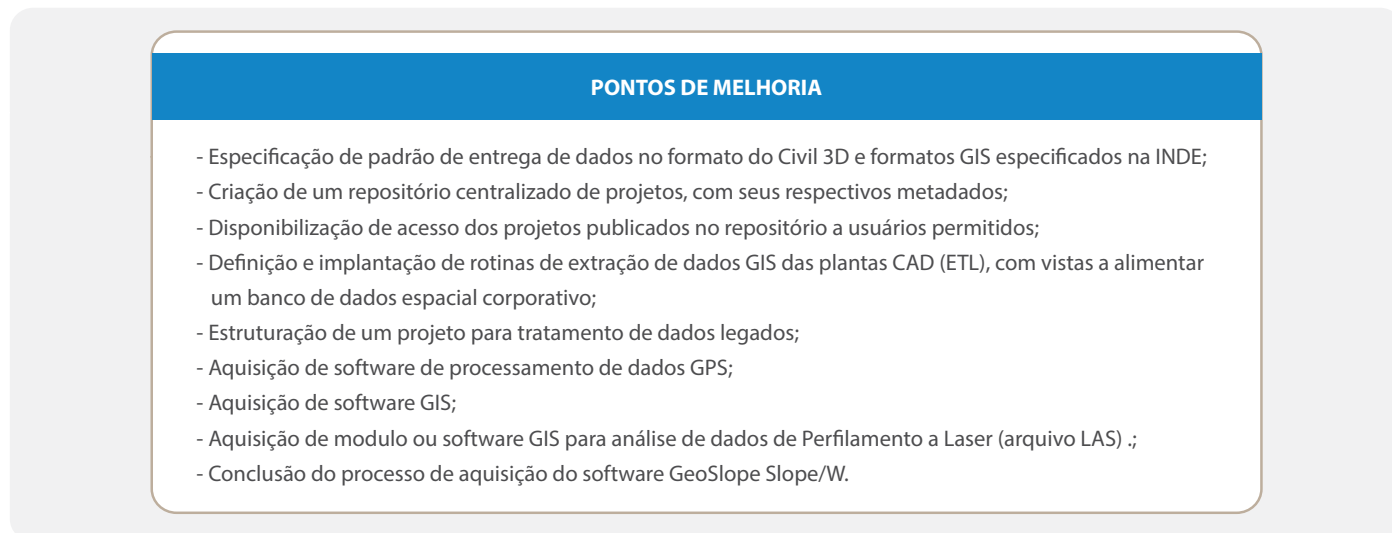 PONTOS DE MELHORIA
- Especificação de padrão de entrega de dados no formato do Civil 3D e formatos GIS especificados na INDE;
- Criação de um repositório centralizado de projetos, com seus respectivos metadados;
- Disponibilização de acesso dos projetos publicados no repositório a usuários permitidos;
- Definição e implantação de rotinas de extração de dados GIS das plantas CAD (ETL), com vistas a alimentar
um banco de dados espacial corporativo;
- Estruturação de um projeto para tratamento de dados legados;
- Aquisição de software de processamento de dados GPS;
- Aquisição de software GIS;
- Aquisição de modulo ou software GIS para análise de dados de Perfilamento a Laser (arquivo LAS) .;
- Conclusão do processo de aquisição do software GeoSlope Slope/W.